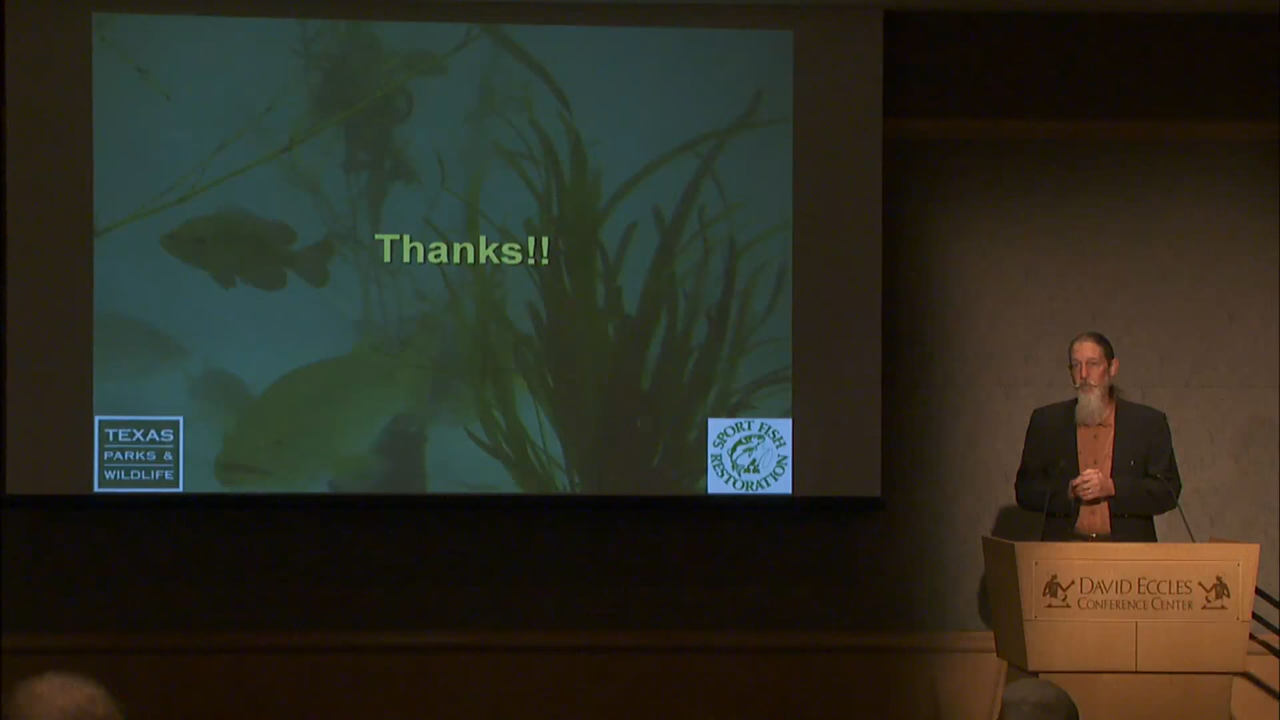 Thanks!!
TEXAS
PARKS &
WILDLIFE
SPORT FISH
RESTORATION
DAVID ECCLES
CONFERENCE CENTER